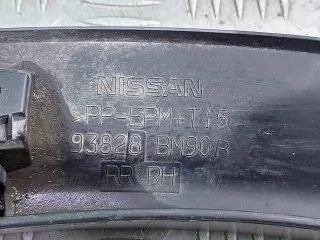 NISSAN
PP-EPM+T15
93828 BM90B
RR RH